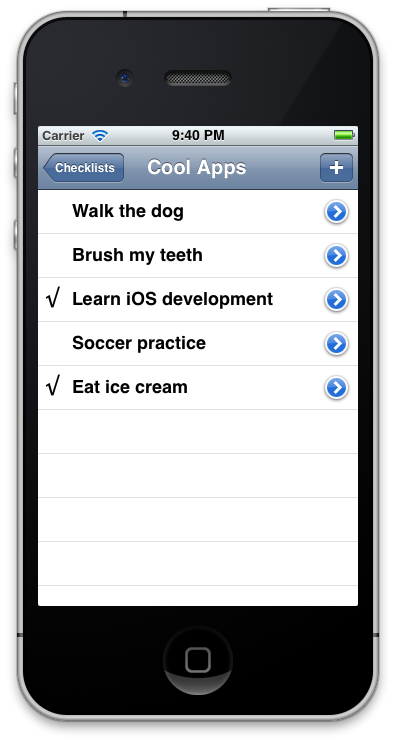 Carrier 9:40 PM
Checklists Cool Apps +
Walk the dog
Brush my teeth
√ Learn iOS development
Soccer practice
√ Eat ice cream